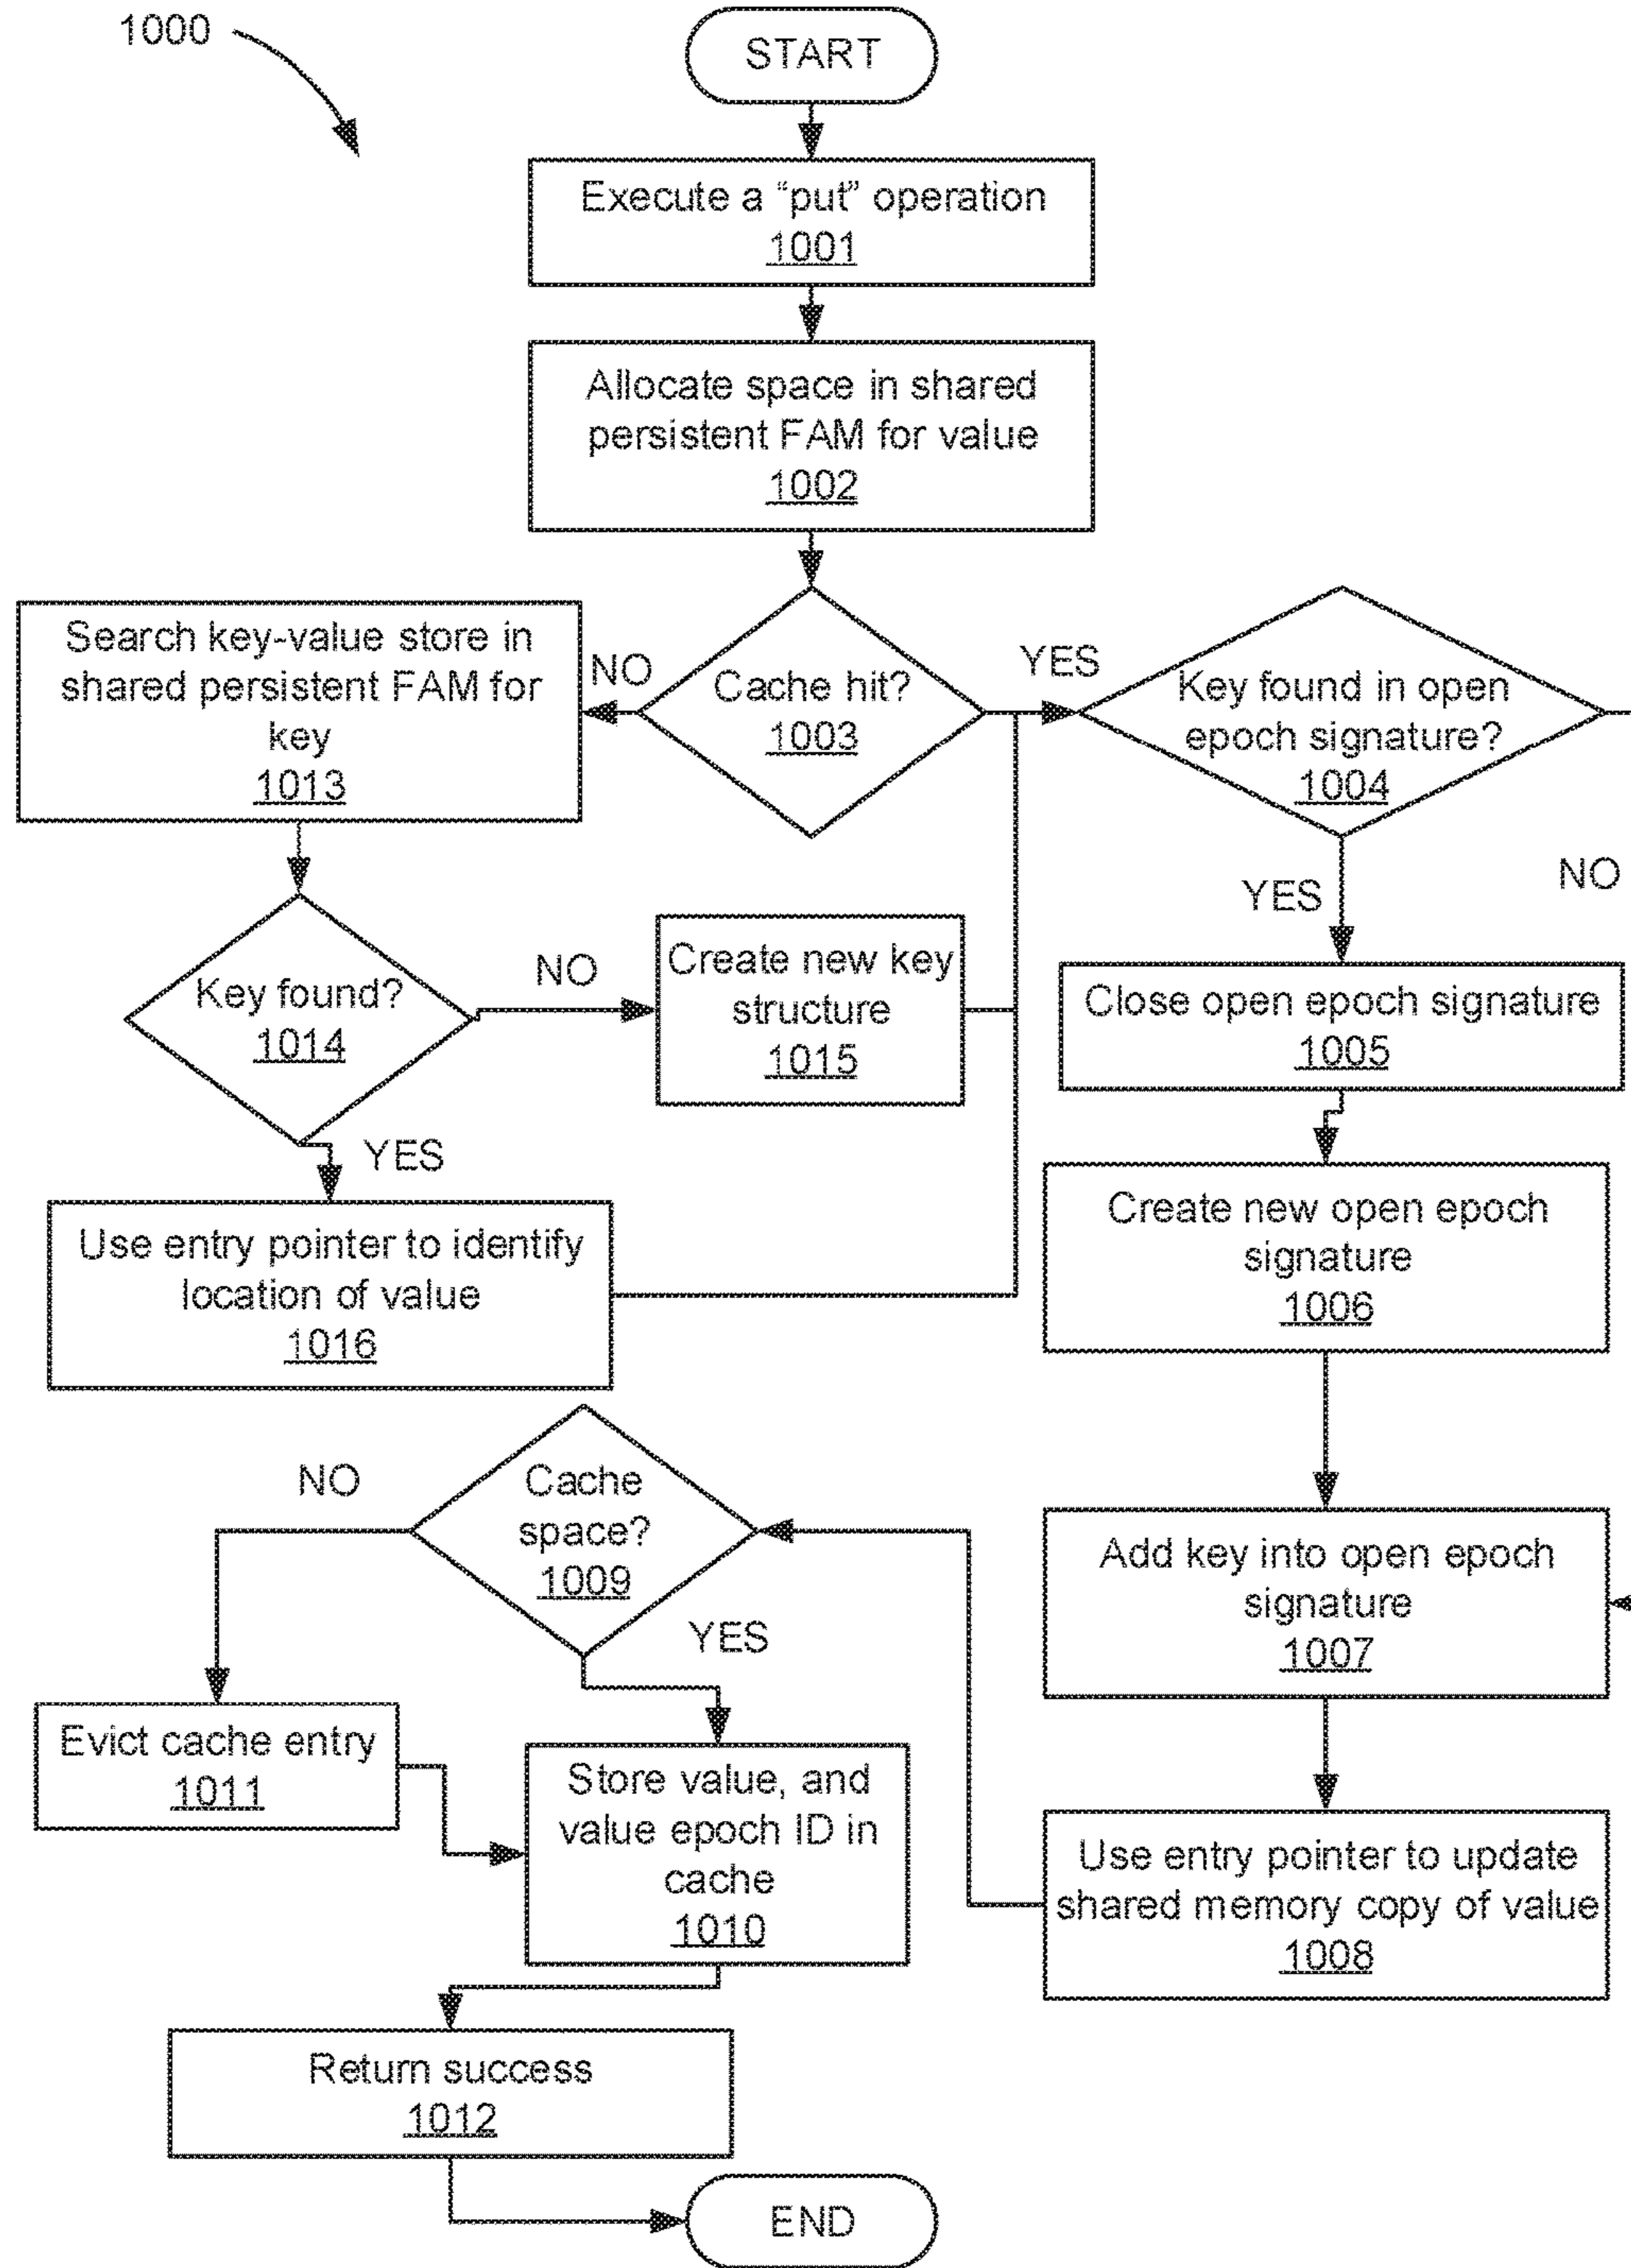 1000
START
Execute a “put” operation
1001
Allocate space in shared
persistent FAM for value
1002
Search key-value store in
shared persistent FAM for
key
1013
NO
Cache hit?
1003
YES
Key found in open
epoch signature?
1004
YES
NO
Key found?
1014
NO
Create new key
structure
1015
Close open epoch signature
1005
YES
Use entry pointer to identify
location of value
1016
Create new open epoch
signature
1006
NO
Cache
space?
1009
YES
Add key into open epoch
signature
1007
Evict cache entry
1011
Store value, and
value epoch ID in
cache
1010
Use entry pointer to update
shared memory copy of value
1008
Return success
1012
END